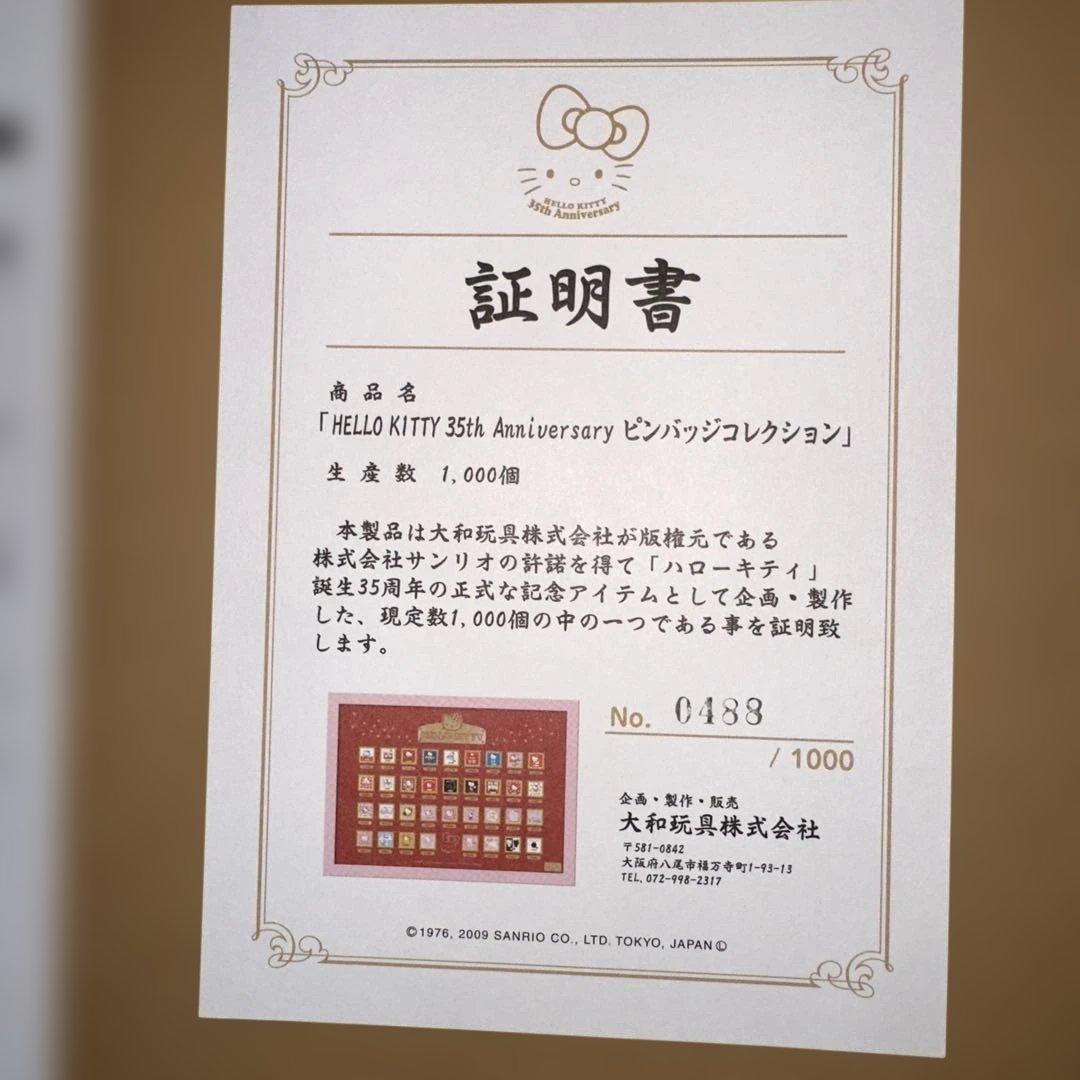 HELLO KITTY
35th Anniversary
証明書
商品名
「HELLO KITTY 35th Anniversary ピンバッジコレクション」
生産数 1,000個
本製品は大和玩具株式会社が版権元である
株式会社サンリオの許諾を得て「ハローキティ」
誕生35周年の正式な記念アイテムとして企画・製作
した、現定数1,000個の中の一つである事を証明致
します。
HELLO KITTY
No. 0488
/ 1000
企画・製作・販売
大和玩具株式会社
〒581-0842
大阪府八尾市福万寺町1-93-13
TEL.072-998-2317
©1976, 2009 SANRIO CO., LTD. TOKYO, JAPAN Ⓛ